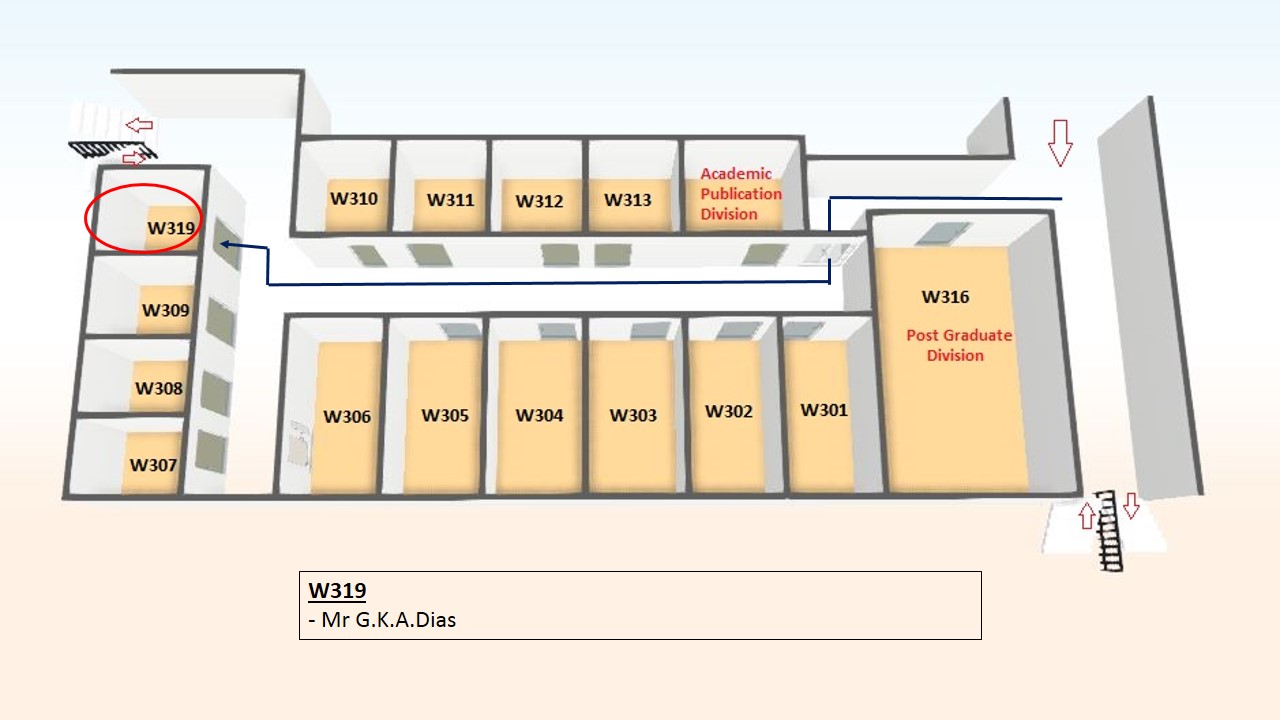 Academic
Publication
Division
W310
W311
W312
W313
W319
W316
Post Graduate
Division
W309
W308
W307
W306
W305
W304
W303
W302
W301
W319
- Mr G.K.A.Dias